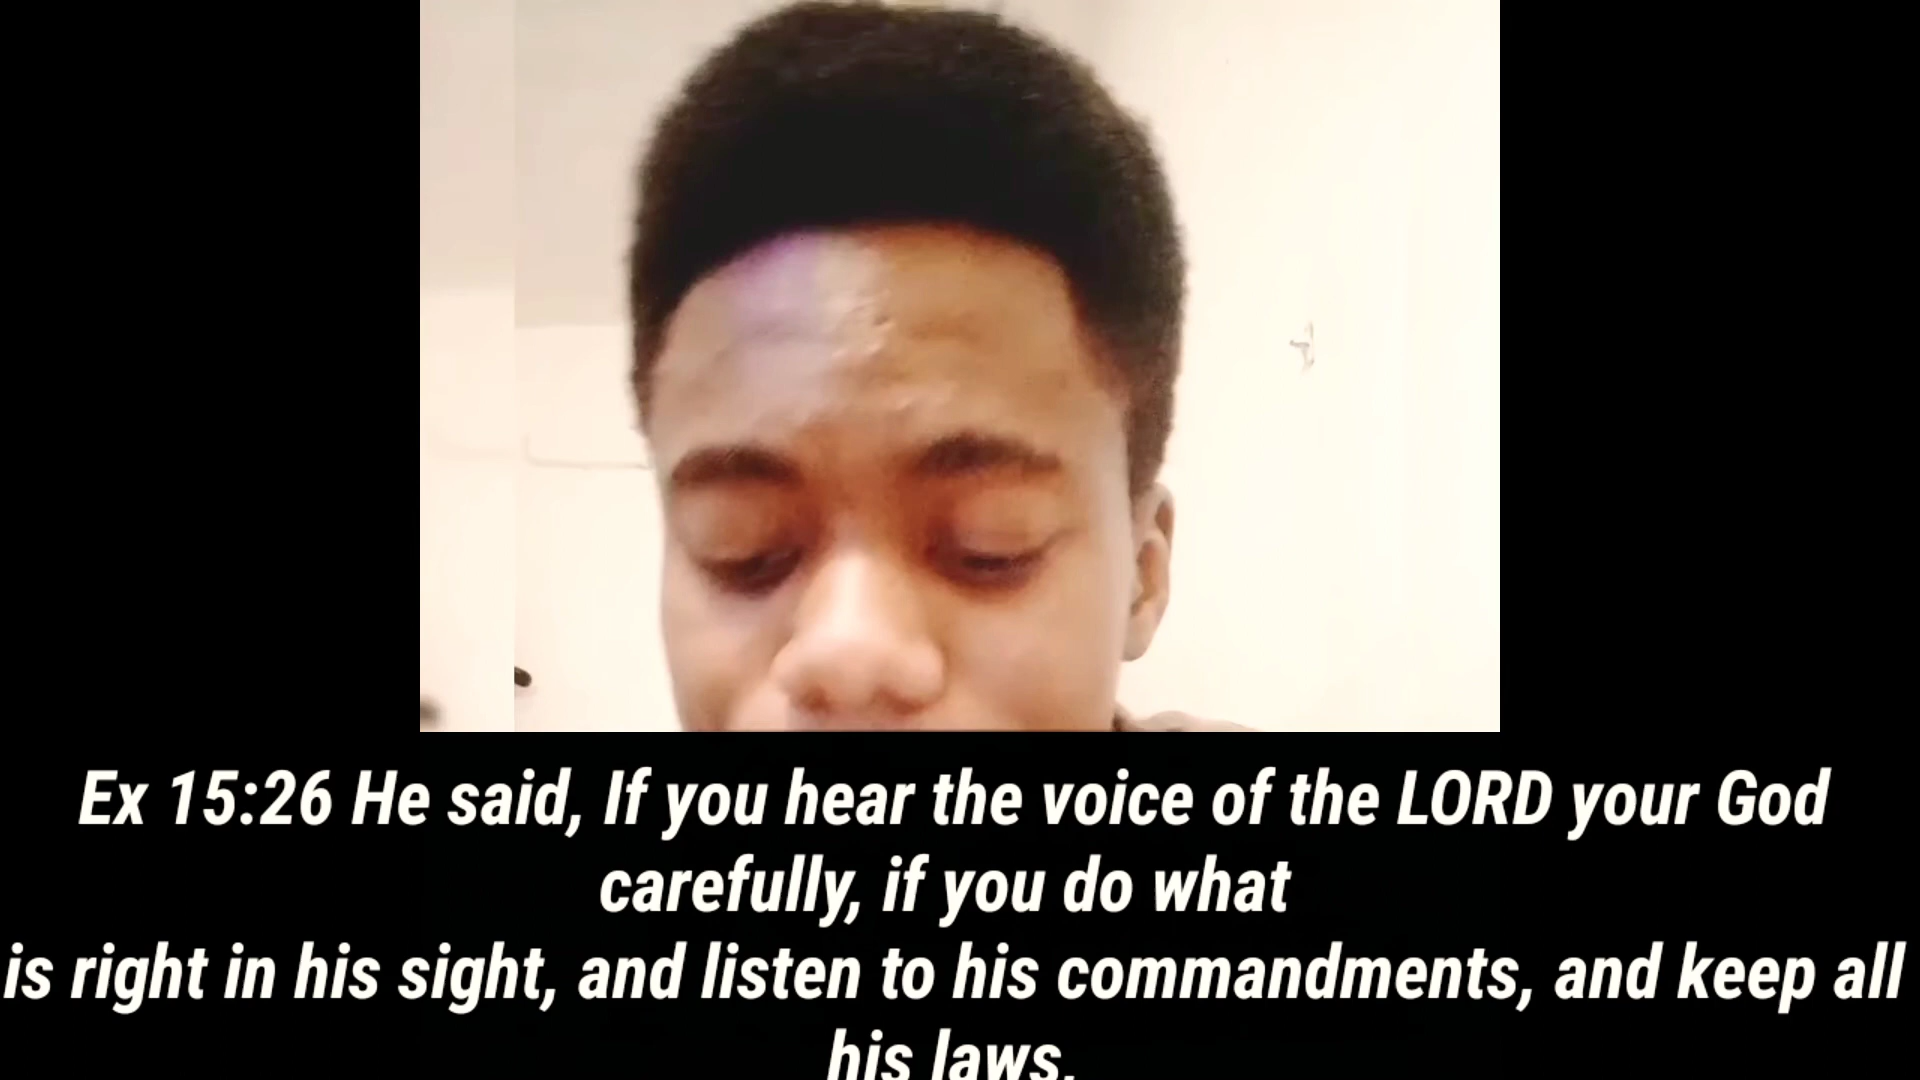 Ex 15:26 He said, If you hear the voice of the LORD your God
carefully, if you do what
is right in his sight, and listen to his commandments, and keep all
his laws,